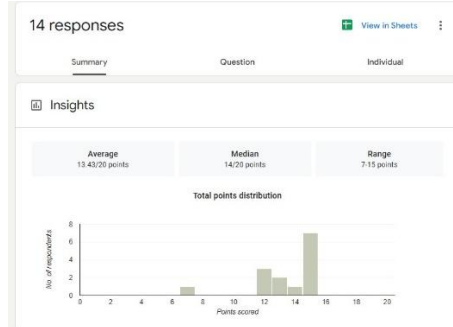 14 responses
View in Sheets
Summary Question Individual
Insights
Average Median Range
13.43/20 points 14/20 points 7-15 points
Total points distribution
No. of respondents
8
6
4
2
0
0 2 4 6 8 10 12 14 16 18 20
Points scored